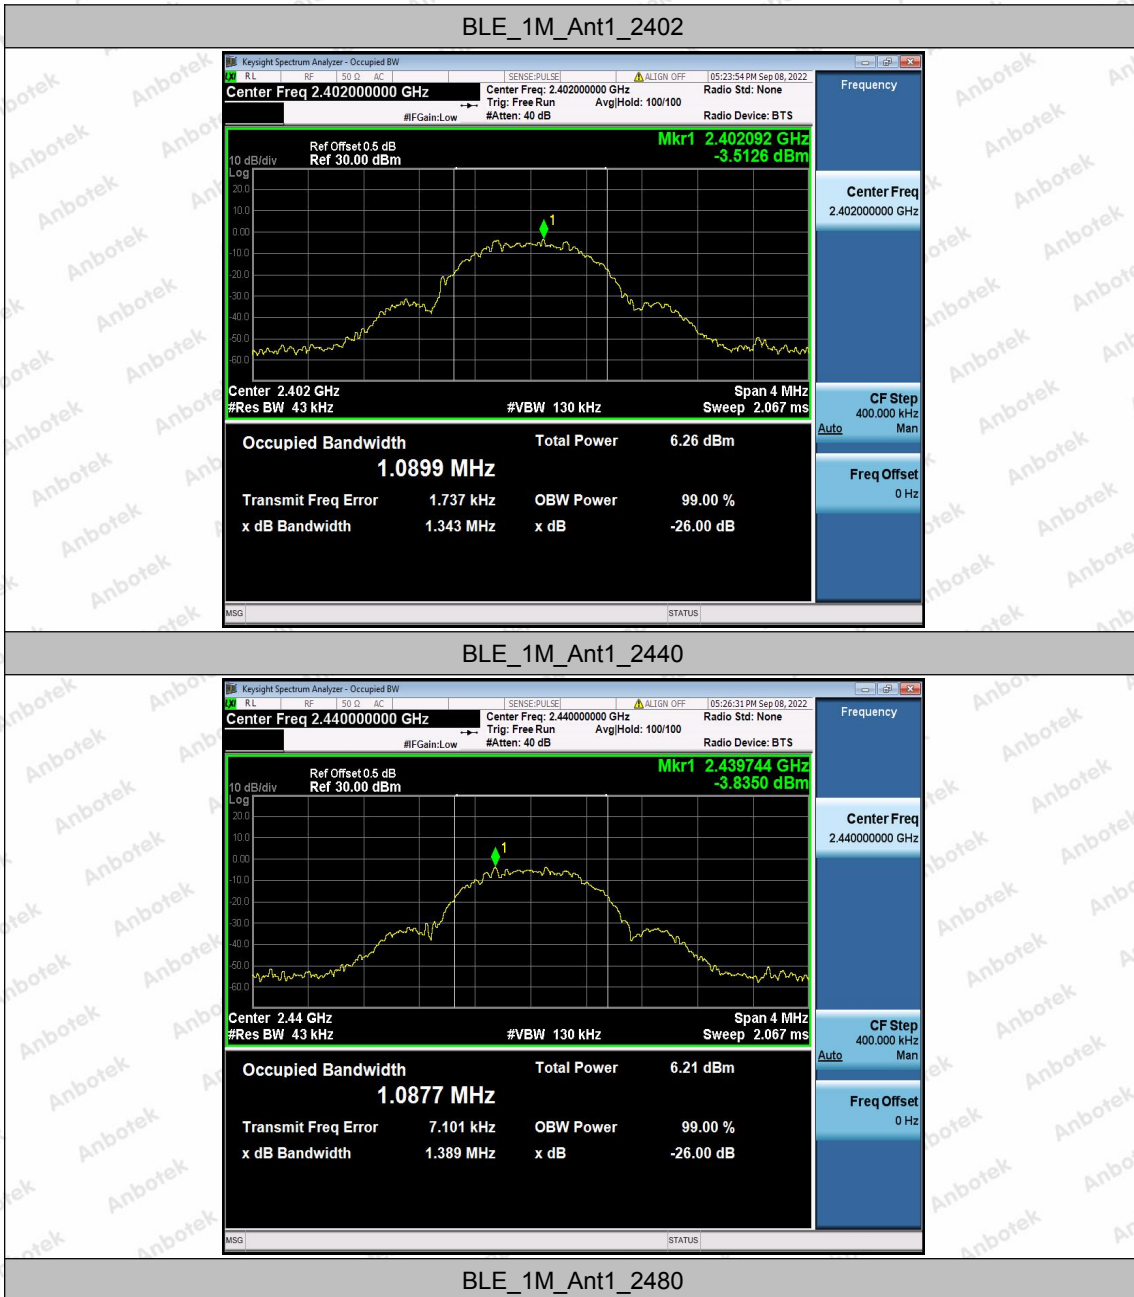 BLE_1M_Ant1_2402
Keysight Spectrum Analyzer - Occupied BW
LXI RL RF 50 Ω AC SENSE:PULSE ALIGN OFF 05:23:54 PM Sep 08, 2022
Center Freq 2.402000000 GHz Center Freq: 2.402000000 GHz Radio Std: None
Trig: Free Run Avg|Hold: 100/100
#IFGain:Low #Atten: 40 dB Radio Device: BTS
Frequency
Mkr1 2.402092 GHz
-3.5126 dBm
Ref Offset 0.5 dB
10 dB/div Ref 30.00 dBm
Log
20.0
10.0
0.00
-10.0
-20.0
-30.0
-40.0
-50.0
-60.0
1
Center 2.402 GHz Span 4 MHz
#Res BW 43 kHz #VBW 130 kHz Sweep 2.067 ms
Center Freq
2.402000000 GHz
CF Step
400.000 kHz
Auto Man
Freq Offset
0 Hz
Occupied Bandwidth Total Power 6.26 dBm
1.0899 MHz
Transmit Freq Error 1.737 kHz OBW Power 99.00 %
x dB Bandwidth 1.343 MHz x dB -26.00 dB
MSG STATUS
BLE_1M_Ant1_2440
Keysight Spectrum Analyzer - Occupied BW
LXI RL RF 50 Ω AC SENSE:PULSE ALIGN OFF 05:26:31 PM Sep 08, 2022
Center Freq 2.440000000 GHz Center Freq: 2.440000000 GHz Radio Std: None
Trig: Free Run Avg|Hold: 100/100
#IFGain:Low #Atten: 40 dB Radio Device: BTS
Frequency
Mkr1 2.439744 GHz
-3.8350 dBm
Ref Offset 0.5 dB
10 dB/div Ref 30.00 dBm
Log
20.0
10.0
0.00
-10.0
-20.0
-30.0
-40.0
-50.0
-60.0
1
Center 2.44 GHz Span 4 MHz
#Res BW 43 kHz #VBW 130 kHz Sweep 2.067 ms
Center Freq
2.440000000 GHz
CF Step
400.000 kHz
Auto Man
Freq Offset
0 Hz
Occupied Bandwidth Total Power 6.21 dBm
1.0877 MHz
Transmit Freq Error 7.101 kHz OBW Power 99.00 %
x dB Bandwidth 1.389 MHz x dB -26.00 dB
MSG STATUS
BLE_1M_Ant1_2480
Anbotek